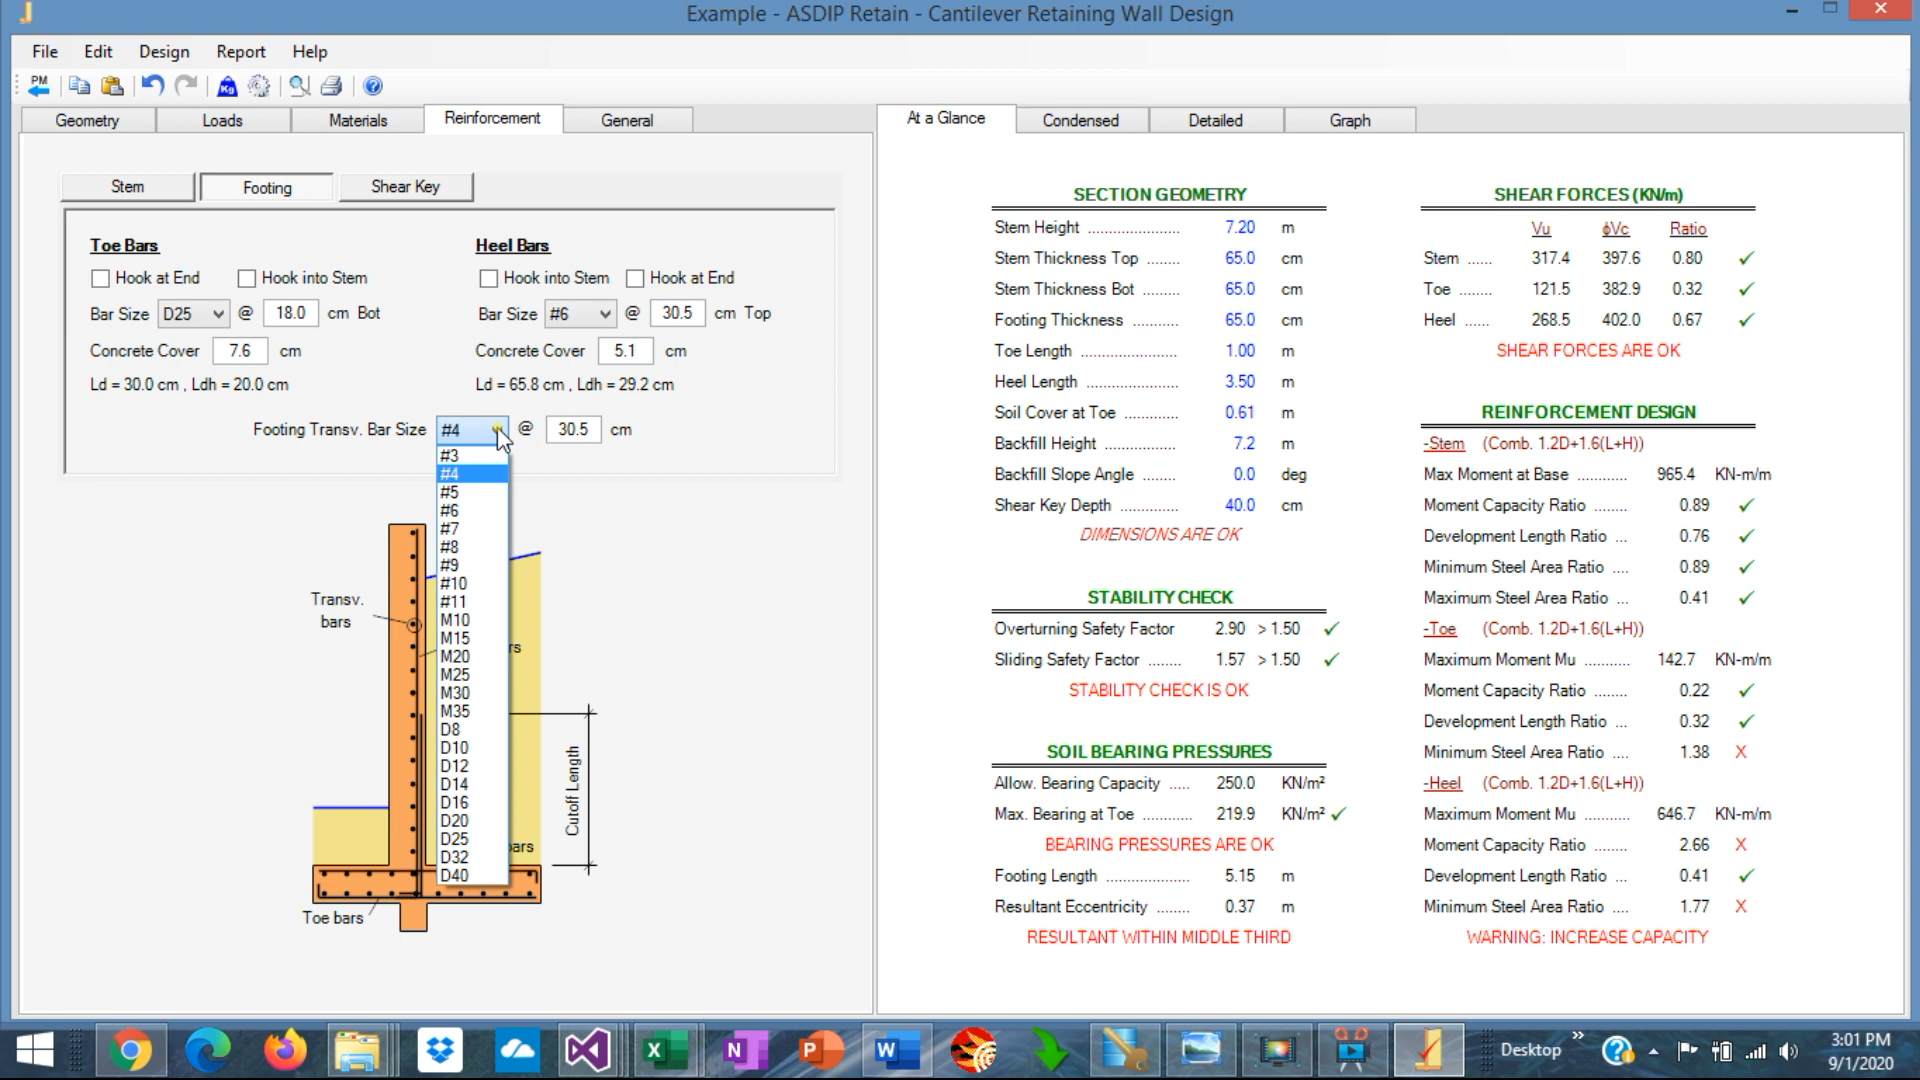 Example - ASDIP Retain - Cantilever Retaining Wall Design
File Edit Design Report Help
PM Kg
Geometry Loads Materials Reinforcement General
At a Glance Condensed Detailed Graph
Stem Footing Shear Key
Toe Bars
Hook at End Hook into Stem
Bar Size D25 @ 18.0 cm Bot
Concrete Cover 7.6 cm
Ld = 30.0 cm , Ldh = 20.0 cm
Heel Bars
Hook into Stem Hook at End
Bar Size #6 @ 30.5 cm Top
Concrete Cover 5.1 cm
Ld = 65.8 cm , Ldh = 29.2 cm
Footing Transv. Bar Size #4 @ 30.5 cm
#3
#4
#5
#6
#7
#8
#9
#10
#11
M10
M15
M20
M25
M30
M35
D8
D10
D12
D14
D16
D20
D25
D32
D40
Transv.
bars
Cutoff Length
Toe bars
SECTION GEOMETRY
Stem Height ..................... 7.20 m
Stem Thickness Top ........ 65.0 cm
Stem Thickness Bot ........ 65.0 cm
Footing Thickness ........... 65.0 cm
Toe Length ...................... 1.00 m
Heel Length ..................... 3.50 m
Soil Cover at Toe ............ 0.61 m
Backfill Height ................ 7.2 m
Backfill Slope Angle ....... 0.0 deg
Shear Key Depth ............. 40.0 cm
DIMENSIONS ARE OK
STABILITY CHECK
Overturning Safety Factor 2.90 > 1.50 ✓
Sliding Safety Factor ........ 1.57 > 1.50 ✓
STABILITY CHECK IS OK
SOIL BEARING PRESSURES
Allow. Bearing Capacity ..... 250.0 KN/m²
Max. Bearing at Toe ............ 219.9 KN/m² ✓
BEARING PRESSURES ARE OK
Footing Length ................... 5.15 m
Resultant Eccentricity ........ 0.37 m
RESULTANT WITHIN MIDDLE THIRD
SHEAR FORCES (KN/m)
Vu ϕVc Ratio
Stem ...... 317.4 397.6 0.80 ✓
Toe ........ 121.5 382.9 0.32 ✓
Heel ...... 268.5 402.0 0.67 ✓
SHEAR FORCES ARE OK
REINFORCEMENT DESIGN
-Stem (Comb. 1.2D+1.6(L+H))
Max Moment at Base ............ 965.4 KN-m/m
Moment Capacity Ratio ........ 0.89 ✓
Development Length Ratio ... 0.76 ✓
Minimum Steel Area Ratio .... 0.89 ✓
Maximum Steel Area Ratio ... 0.41 ✓
-Toe (Comb. 1.2D+1.6(L+H))
Maximum Moment Mu ........... 142.7 KN-m/m
Moment Capacity Ratio ........ 0.22 ✓
Development Length Ratio ... 0.32 ✓
Minimum Steel Area Ratio .... 1.38 X
-Heel (Comb. 1.2D+1.6(L+H))
Maximum Moment Mu ........... 646.7 KN-m/m
Moment Capacity Ratio ........ 2.66 X
Development Length Ratio ... 0.41 ✓
Minimum Steel Area Ratio .... 1.77 X
WARNING: INCREASE CAPACITY
Desktop
3:01 PM
9/1/2020